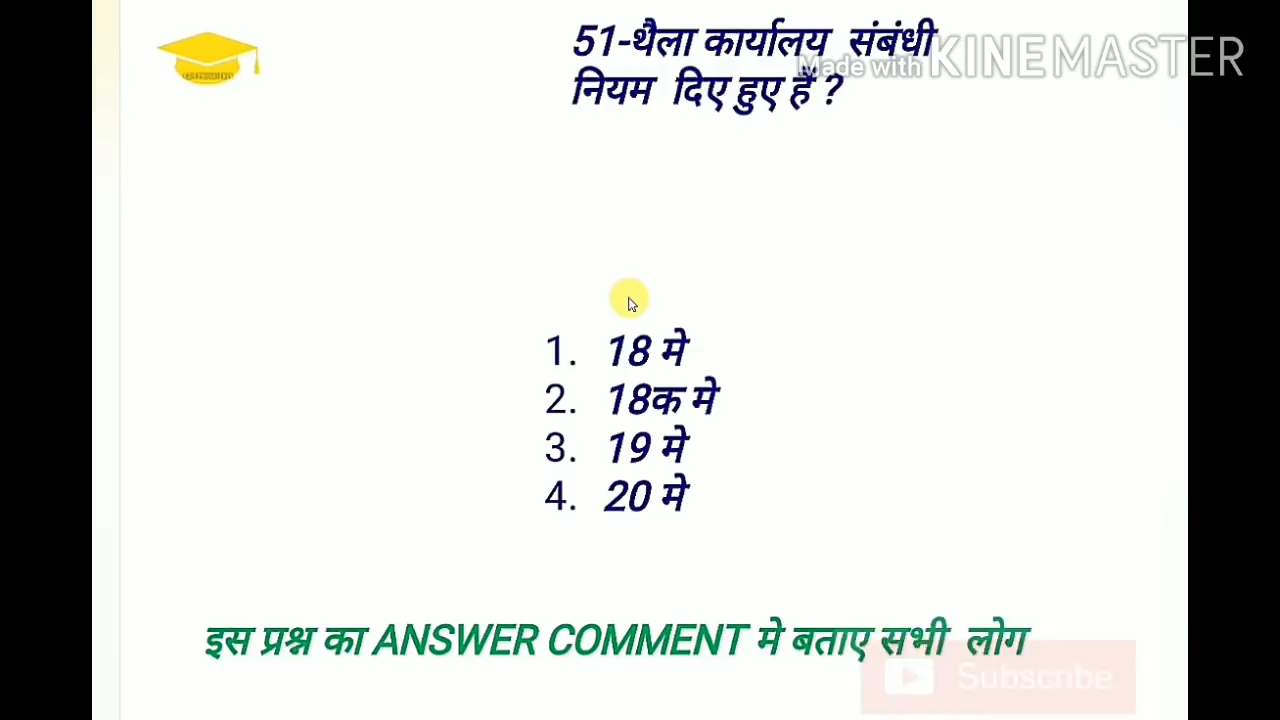 51-थैला कार्यालय संबंधी
नियम दिए हुए है ?
Made with KINEMASTER
1. 18 मे
2. 18क मे
3. 19 मे
4. 20 मे
इस प्रश्न का ANSWER COMMENT मे बताए सभी लोग
Subscribe